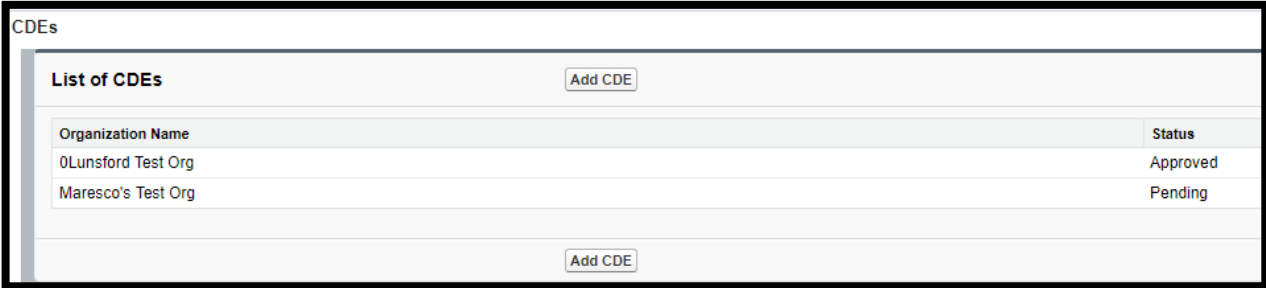 CDEs
List of CDEs Add CDE
Organization Name Status
0Lunsford Test Org Approved
Maresco's Test Org Pending
Add CDE